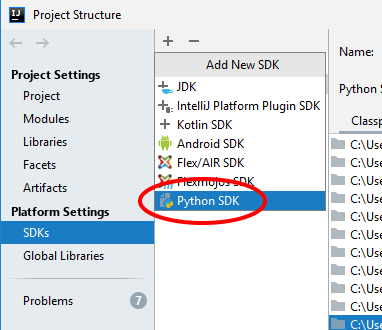 Project Structure
Project Settings
Project
Modules
Libraries
Facets
Artifacts
Platform Settings
SDKs
Global Libraries
Problems 7
Add New SDK
JDK
IntelliJ Platform Plugin SDK
Kotlin SDK
Android SDK
Flex/AIR SDK
Flexmojos SDK
Python SDK
Name:
Python S
Classp
C:\Use
C:\Use
C:\Use
C:\Use
C:\Use
C:\Use
C:\Use
C:\Use
C:\Use
C:\Use
C:\Use